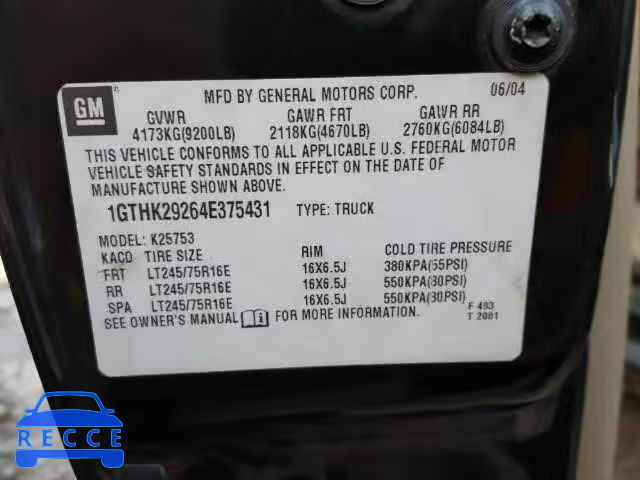 GM
MFD BY GENERAL MOTORS CORP. 06/04
GVWR GAWR FRT GAWR RR
4173KG(9200LB) 2118KG(4670LB) 2760KG(6084LB)
THIS VEHICLE CONFORMS TO ALL APPLICABLE U.S. FEDERAL MOTOR
VEHICLE SAFETY STANDARDS IN EFFECT ON THE DATE OF
MANUFACTURE SHOWN ABOVE.
1GTHK29264E375431 TYPE: TRUCK
MODEL: K25753
KACO TIRE SIZE RIM COLD TIRE PRESSURE
FRT LT245/75R16E 16X6.5J 380KPA(55PSI)
RR LT245/75R16E 16X6.5J 550KPA(80PSI)
SPA LT245/75R16E 16X6.5J 550KPA(80PSI)
SEE OWNER'S MANUAL i FOR MORE INFORMATION.
F 493
T 2001
RECCE